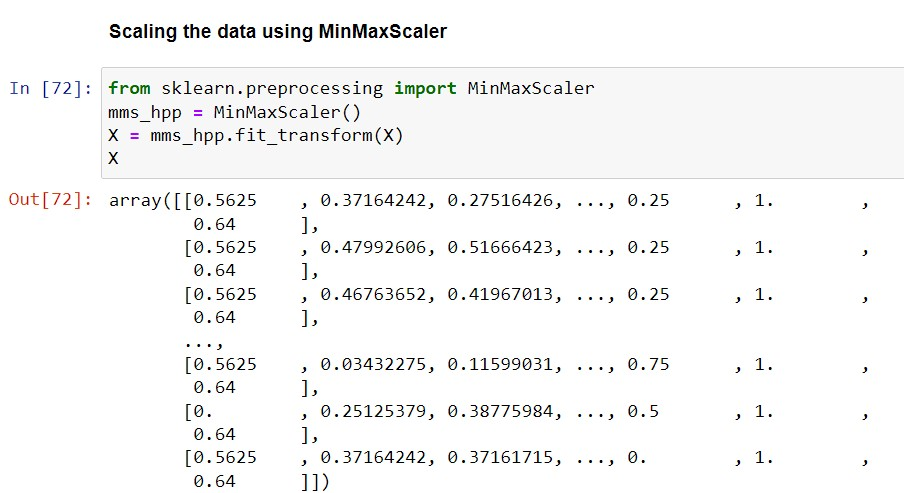 Scaling the data using MinMaxScaler
In [72]: from sklearn.preprocessing import MinMaxScaler
mms_hpp = MinMaxScaler()
X = mms_hpp.fit_transform(X)
X
Out[72]: array([[0.5625    , 0.37164242, 0.27516426, ..., 0.25      , 1.        ,
        0.64      ],
       [0.5625    , 0.47992606, 0.51666423, ..., 0.25      , 1.        ,
        0.64      ],
       [0.5625    , 0.46763652, 0.41967013, ..., 0.25      , 1.        ,
        0.64      ],
       ...,
       [0.5625    , 0.03432275, 0.11599031, ..., 0.75      , 1.        ,
        0.64      ],
       [0.        , 0.25125379, 0.38775984, ..., 0.5       , 1.        ,
        0.64      ],
       [0.5625    , 0.37164242, 0.37161715, ..., 0.        , 1.        ,
        0.64      ]])